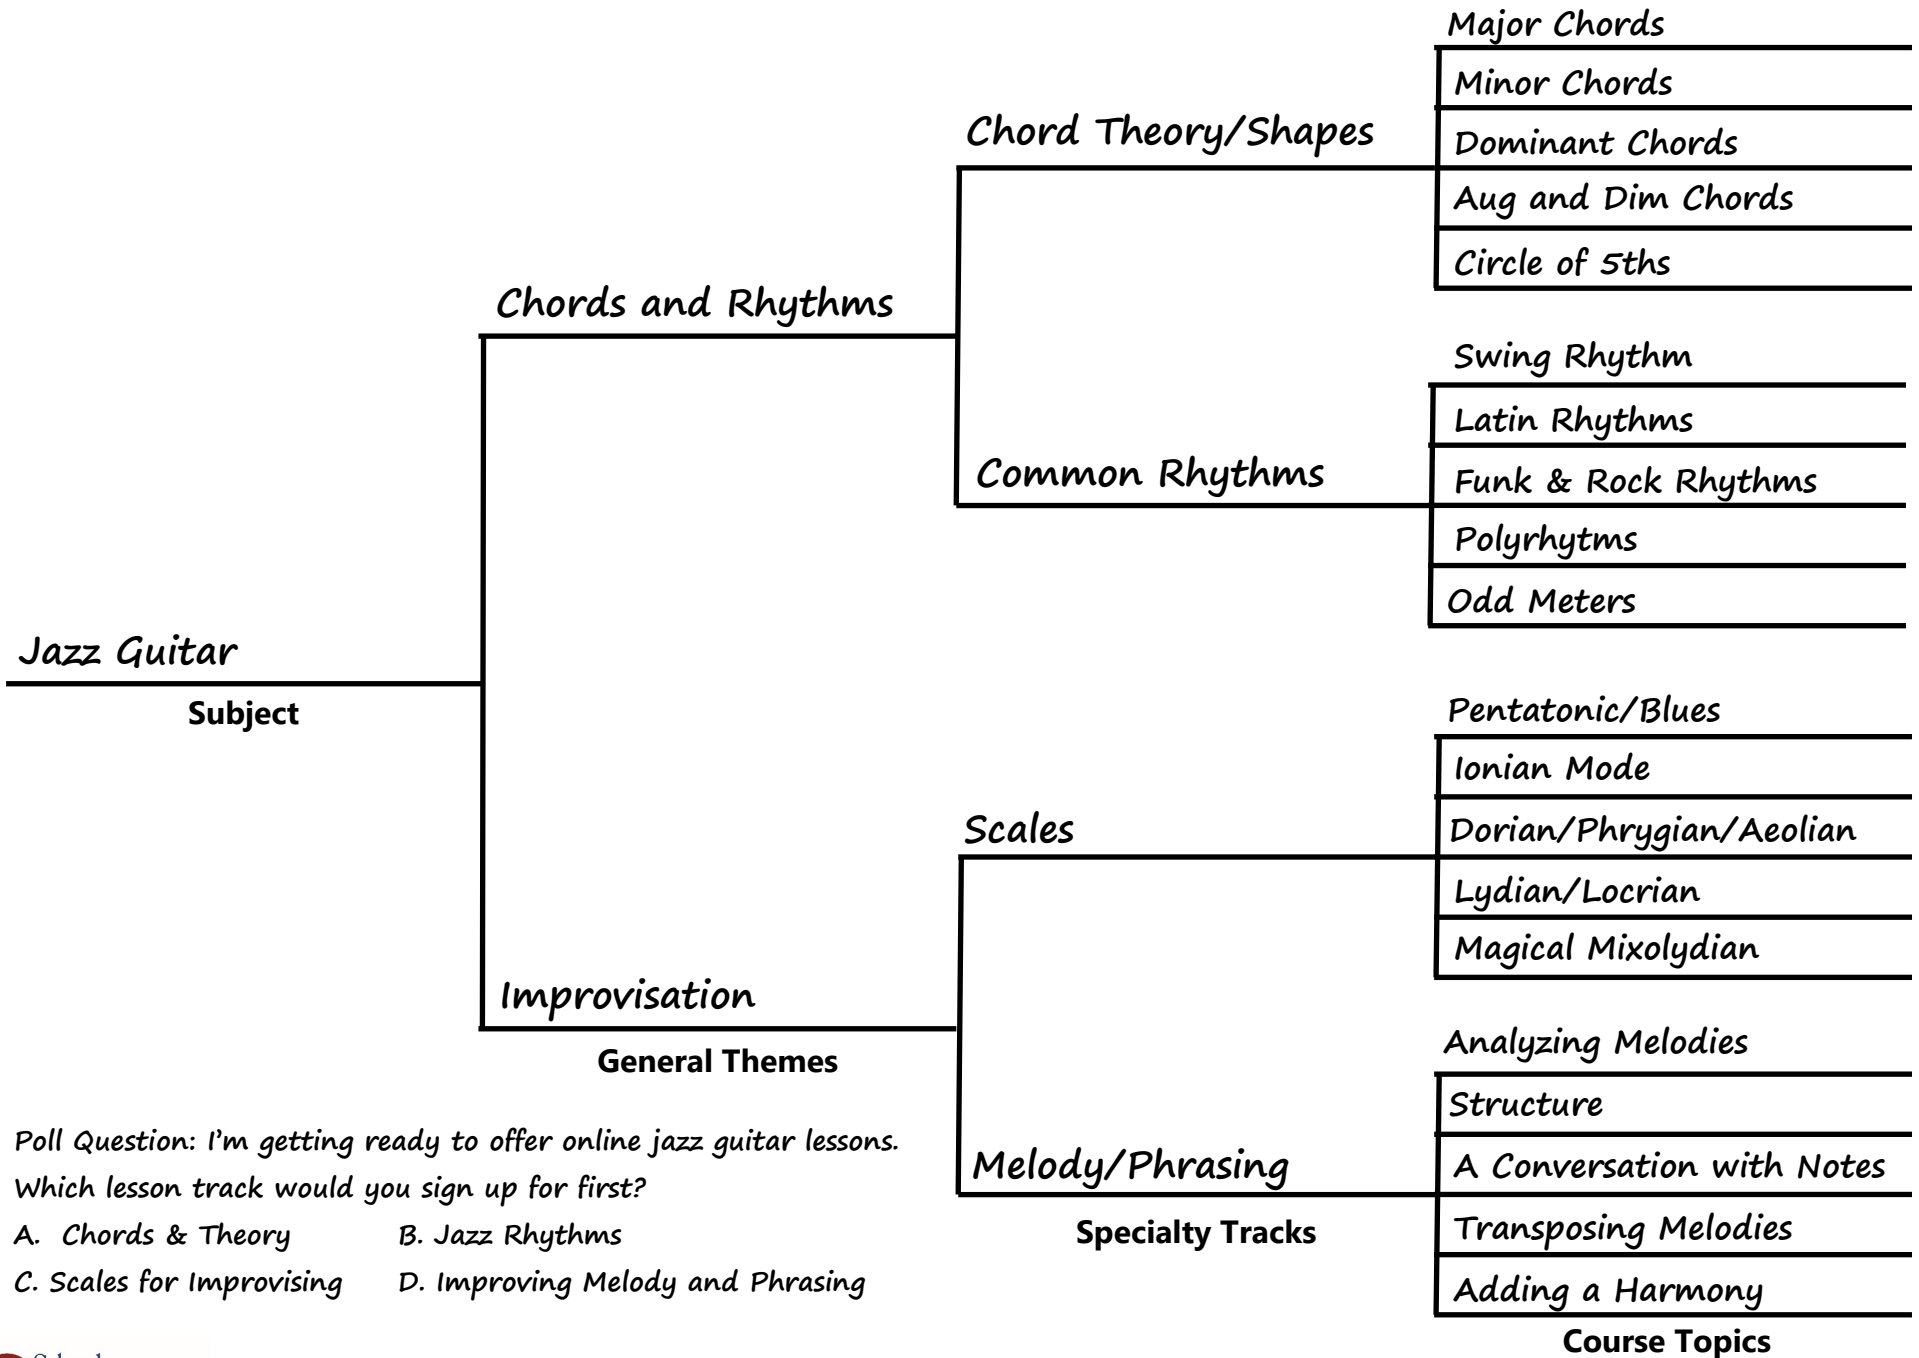 Major Chords
Minor Chords
Chord Theory/Shapes
Dominant Chords
Aug and Dim Chords
Circle of 5ths
Chords and Rhythms
Swing Rhythm
Latin Rhythms
Common Rhythms
Funk & Rock Rhythms
Polyrhytms
Odd Meters
Jazz Guitar
Subject
Pentatonic/Blues
Ionian Mode
Scales
Dorian/Phrygian/Aeolian
Lydian/Locrian
Magical Mixolydian
Improvisation
General Themes
Analyzing Melodies
Structure
Melody/Phrasing
A Conversation with Notes
Specialty Tracks
Transposing Melodies
Adding a Harmony
Course Topics
Poll Question: I'm getting ready to offer online jazz guitar lessons.
Which lesson track would you sign up for first?
A. Chords & Theory B. Jazz Rhythms
C. Scales for Improvising D. Improving Melody and Phrasing